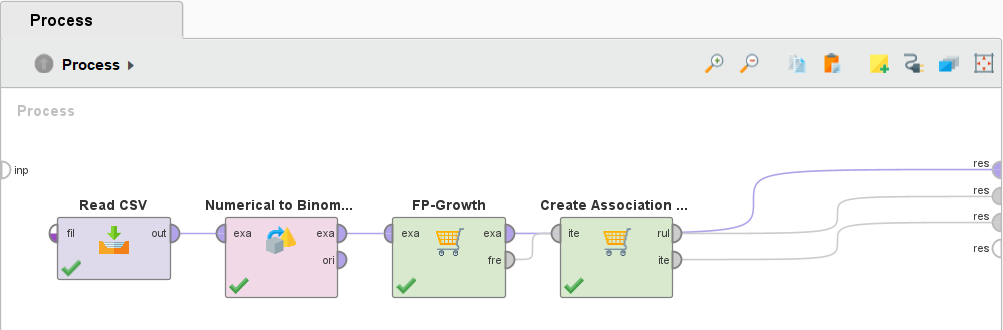 Process
Process
Process
inp
res
res
res
res
Read CSV
fil
out
Numerical to Binom...
exa
exa
ori
FP-Growth
exa
exa
fre
Create Association ...
ite
rul
ite